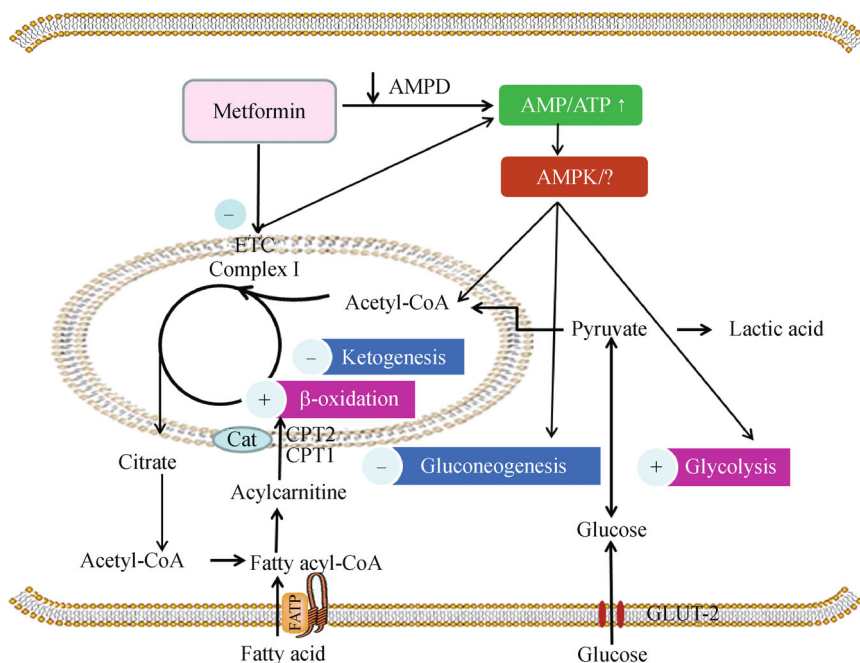 AMPD
Metformin
AMP/ATP ↑
AMPK/?
−
ETC
Complex I
Acetyl-CoA
Pyruvate
Lactic acid
− Ketogenesis
+ β-oxidation
Cat
CPT2
CPT1
Citrate
− Gluconeogenesis
+ Glycolysis
Acylcarnitine
Glucose
Acetyl-CoA
Fatty acyl-CoA
FATP
GLUT-2
Fatty acid
Glucose